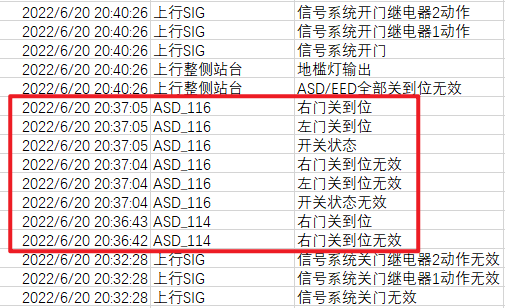 2022/6/20 20:40:26 上行SIG 信号系统开门继电器2动作
2022/6/20 20:40:26 上行SIG 信号系统开门继电器1动作
2022/6/20 20:40:26 上行SIG 信号系统开门
2022/6/20 20:40:26 上行整侧站台 地槛灯输出
2022/6/20 20:40:26 上行整侧站台 ASD/EED全部关到位无效
2022/6/20 20:37:05 ASD_116 右门关到位
2022/6/20 20:37:05 ASD_116 左门关到位
2022/6/20 20:37:05 ASD_116 开关状态
2022/6/20 20:37:04 ASD_116 右门关到位无效
2022/6/20 20:37:04 ASD_116 左门关到位无效
2022/6/20 20:37:04 ASD_116 开关状态无效
2022/6/20 20:36:43 ASD_114 右门关到位
2022/6/20 20:36:42 ASD_114 右门关到位无效
2022/6/20 20:32:28 上行SIG 信号系统关门继电器2动作无效
2022/6/20 20:32:28 上行SIG 信号系统关门继电器1动作无效
2022/6/20 20:32:28 上行SIG 信号系统关门无效